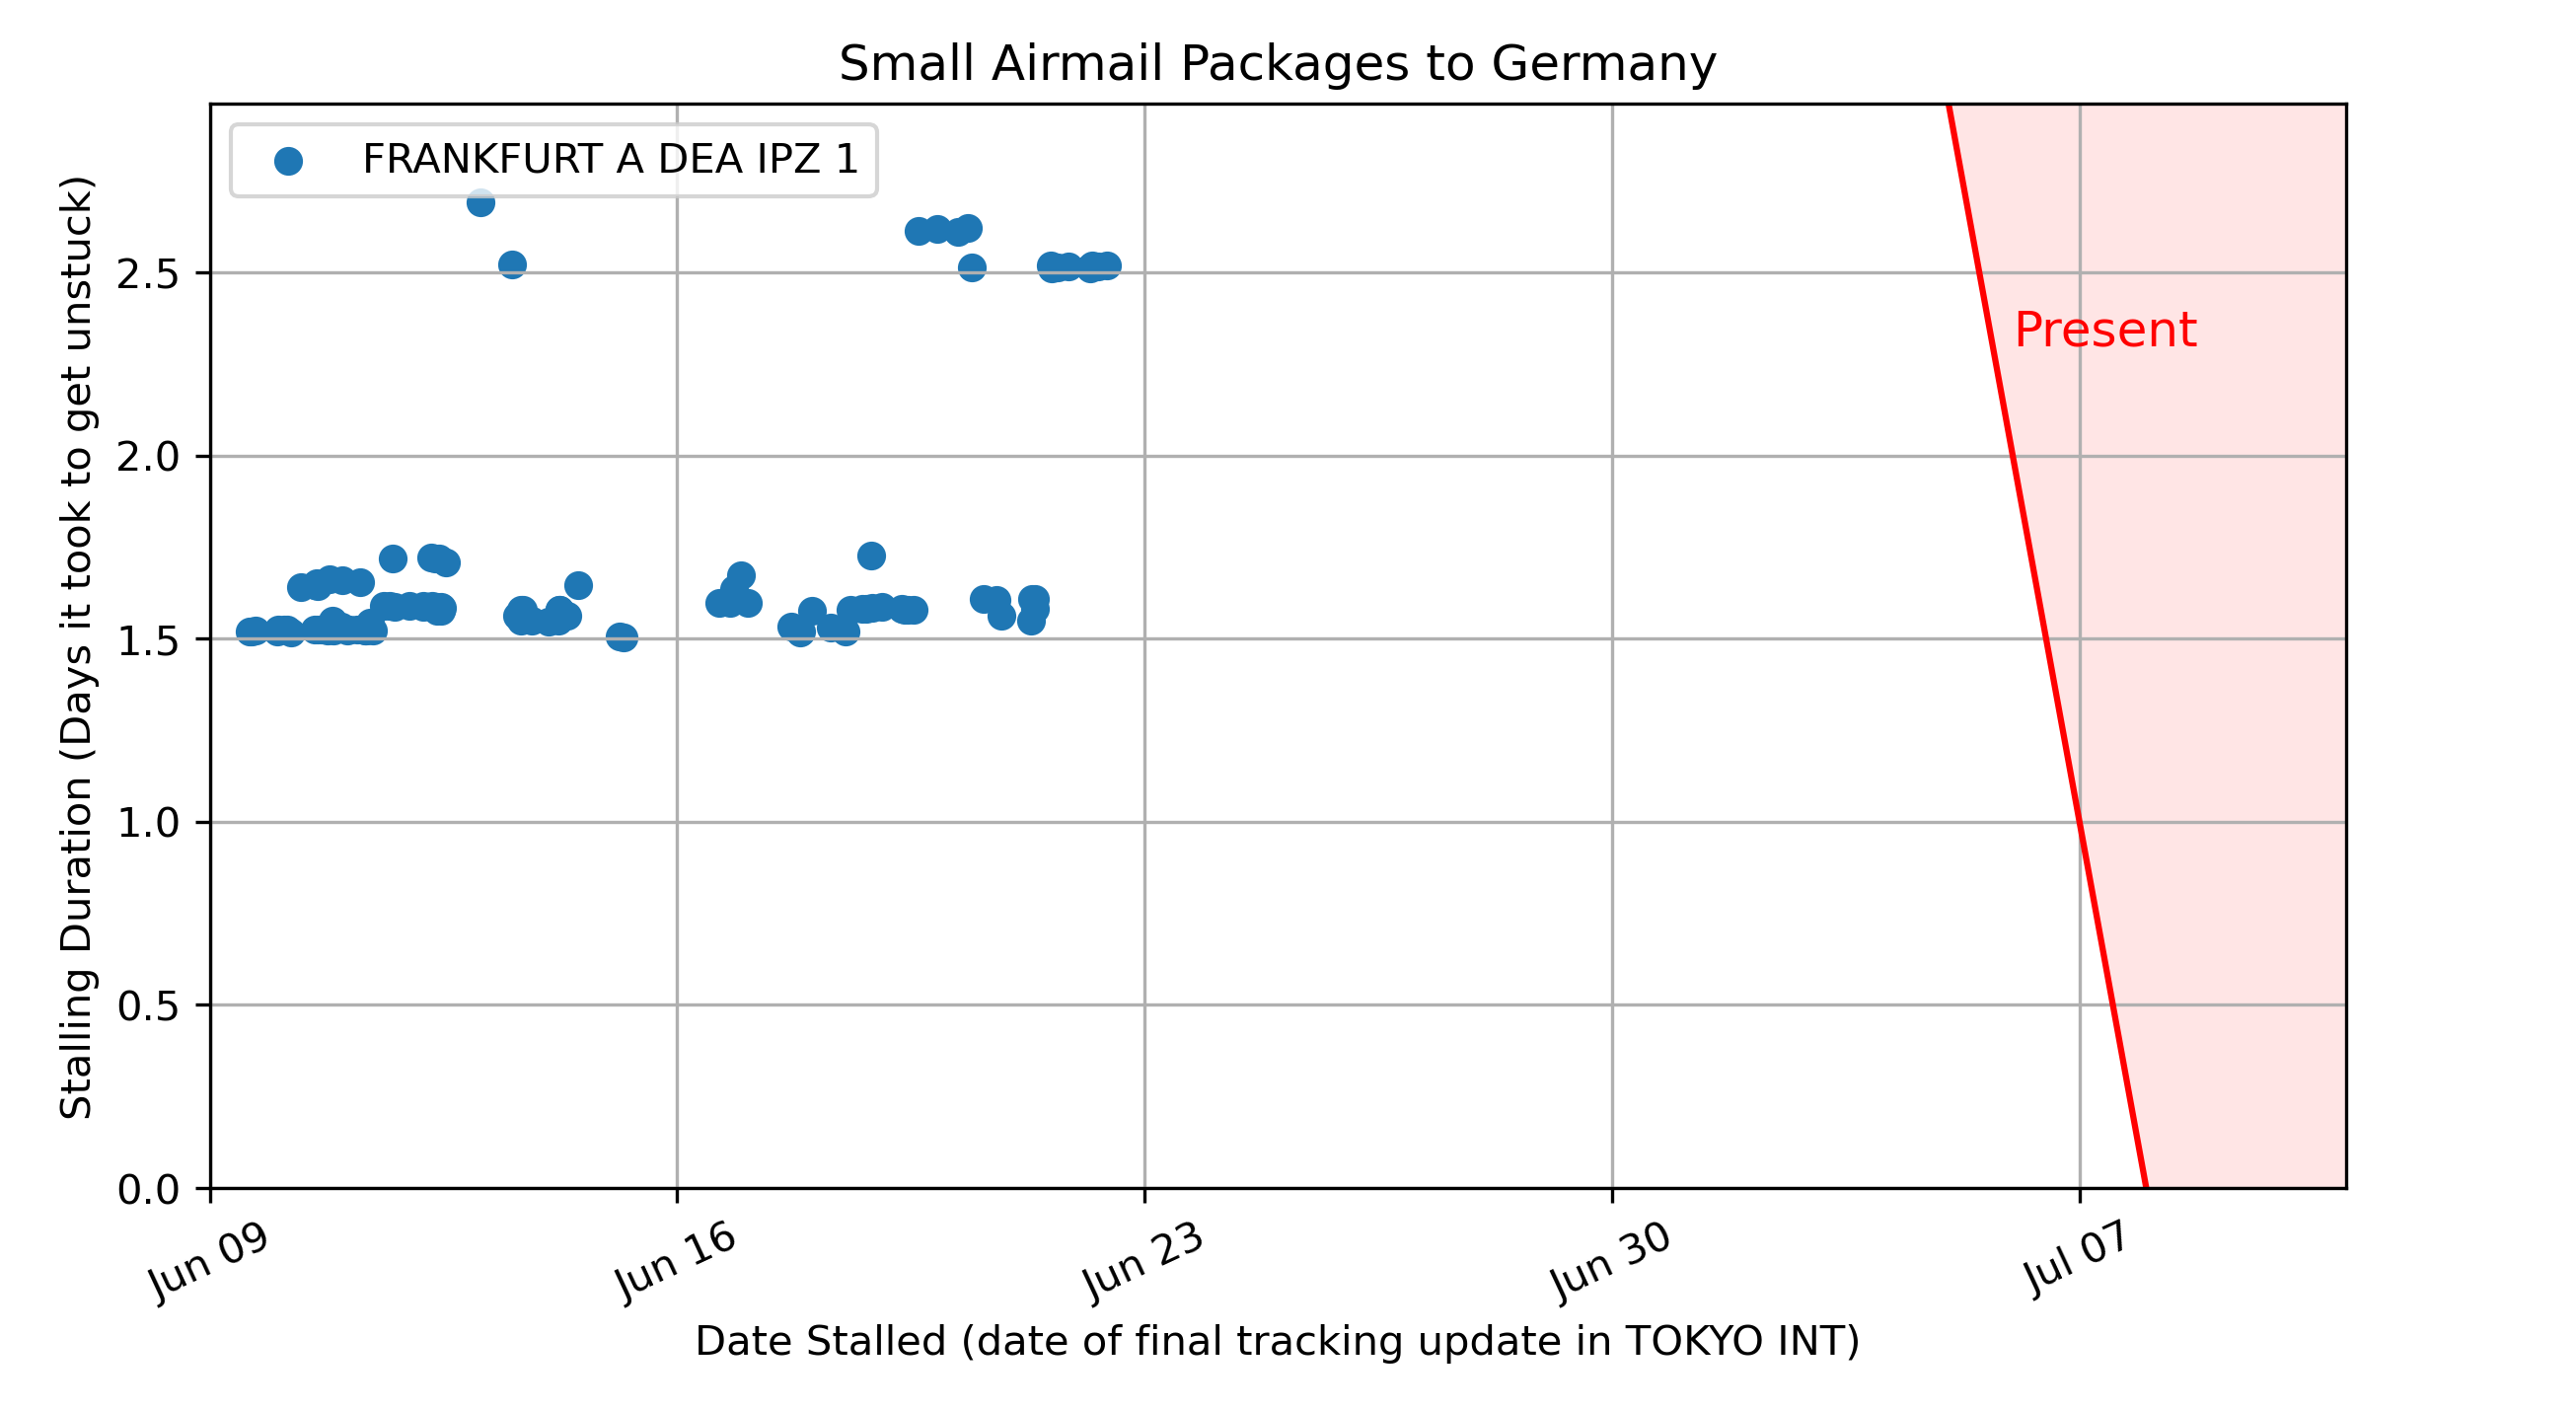 Small Airmail Packages to Germany
FRANKFURT A DEA IPZ 1
Present
Stalling Duration (Days it took to get unstuck)
2.5
2.0
1.5
1.0
0.5
0.0
Jun 09
Jun 16
Jun 23
Jun 30
Jul 07
Date Stalled (date of final tracking update in TOKYO INT)